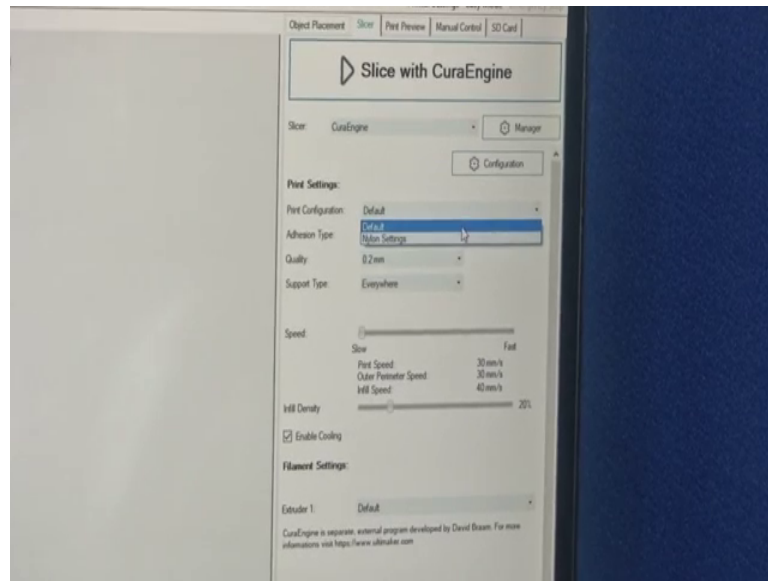 Object Placement Slicer Print Preview Manual Control SD Card
Slice with CuraEngine
Slicer: CuraEngine Manager
Configuration
Print Settings:
Print Configuration: Default
Default
Adhesion Type:
Nylon Settings
Quality: 0.2 mm
Support Type: Everywhere
Speed:
Slow Fast
Print Speed: 30 mm/s
Outer Perimeter Speed: 30 mm/s
Infill Speed: 40 mm/s
Infill Density 20%
Enable Cooling
Filament Settings:
Extruder 1: Default
CuraEngine is separate, external program developed by David Braam. For more
informations visit https://www.ultimaker.com